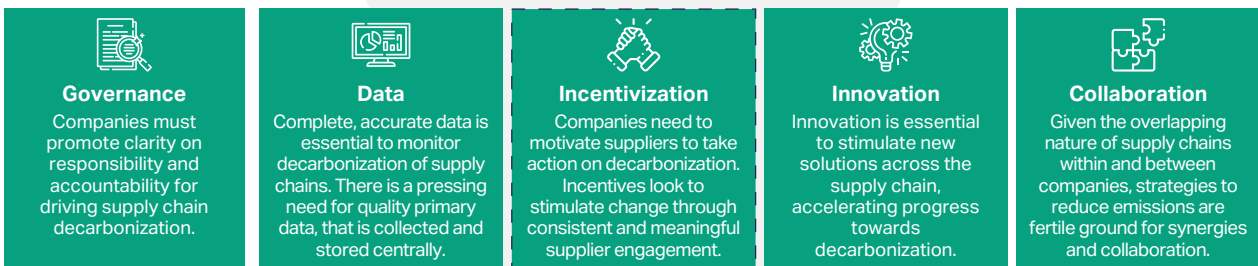 Governance
Companies must
promote clarity on
responsibility and
accountability for
driving supply chain
decarbonization.
Data
Complete, accurate data is
essential to monitor
decarbonization of supply
chains. There is a pressing
need for quality primary
data, that is collected and
stored centrally.
Incentivization
Companies need to
motivate suppliers to take
action on decarbonization.
Incentives look to
stimulate change through
consistent and meaningful
supplier engagement.
Innovation
Innovation is essential
to stimulate new
solutions across the
supply chain,
accelerating progress
towards
decarbonization.
Collaboration
Given the overlapping
nature of supply chains
within and between
companies, strategies to
reduce emissions are
fertile ground for synergies
and collaboration.